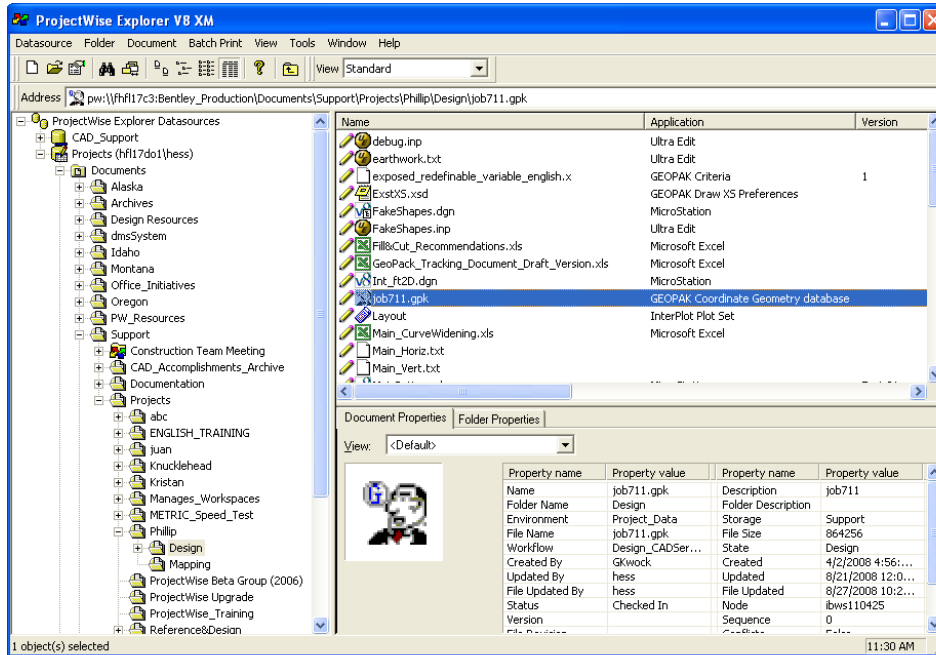 ProjectWise Explorer V8 XM
Datasource Folder Document Batch Print View Tools Window Help
View Standard
Address pw:\\fhfl17c3:Bentley_Production\Documents\Support\Projects\Phillip\Design\job711.gpk
ProjectWise Explorer Datasources
CAD_Support
Projects (hfl17do1\hess)
Documents
Alaska
Archives
Design Resources
dmsSystem
Idaho
Montana
Office_Initiatives
Oregon
PW_Resources
Support
Construction Team Meeting
CAD_Accomplishments_Archive
Documentation
Projects
abc
ENGLISH_TRAINING
juan
Knucklehead
Kristan
Manages_Workspaces
METRIC_Speed_Test
Phillip
Design
Mapping
ProjectWise Beta Group (2006)
ProjectWise Upgrade
ProjectWise_Training
Reference&Design
Name Application Version
debug.inp Ultra Edit
earthwork.txt Ultra Edit
exposed_redefinable_variable_english.x GEOPAK Criteria 1
ExstXS.xsd GEOPAK Draw XS Preferences
FakeShapes.dgn MicroStation
FakeShapes.inp Ultra Edit
Fill&Cut_Recommendations.xls Microsoft Excel
GeoPack_Tracking_Document_Draft_Version.xls Microsoft Excel
Int_ft2D.dgn MicroStation
job711.gpk GEOPAK Coordinate Geometry database
Layout InterPlot Plot Set
Main_CurveWidening.xls Microsoft Excel
Main_Horiz.txt
Main_Vert.txt
Document Properties Folder Properties
View: <Default>
Property name Property value Property name Property value
Name job711.gpk Description job711
Folder Name Design Folder Description
Environment Project_Data Storage Support
File Name job711.gpk File Size 864256
Workflow Design_CADSer... State Design
Created By GKwock Created 4/2/2008 4:56:...
Updated By hess Updated 8/21/2008 12:0...
File Updated By hess File Updated 8/27/2008 10:2...
Status Checked In Node ibws110425
Version Sequence 0
1 object(s) selected 11:30 AM